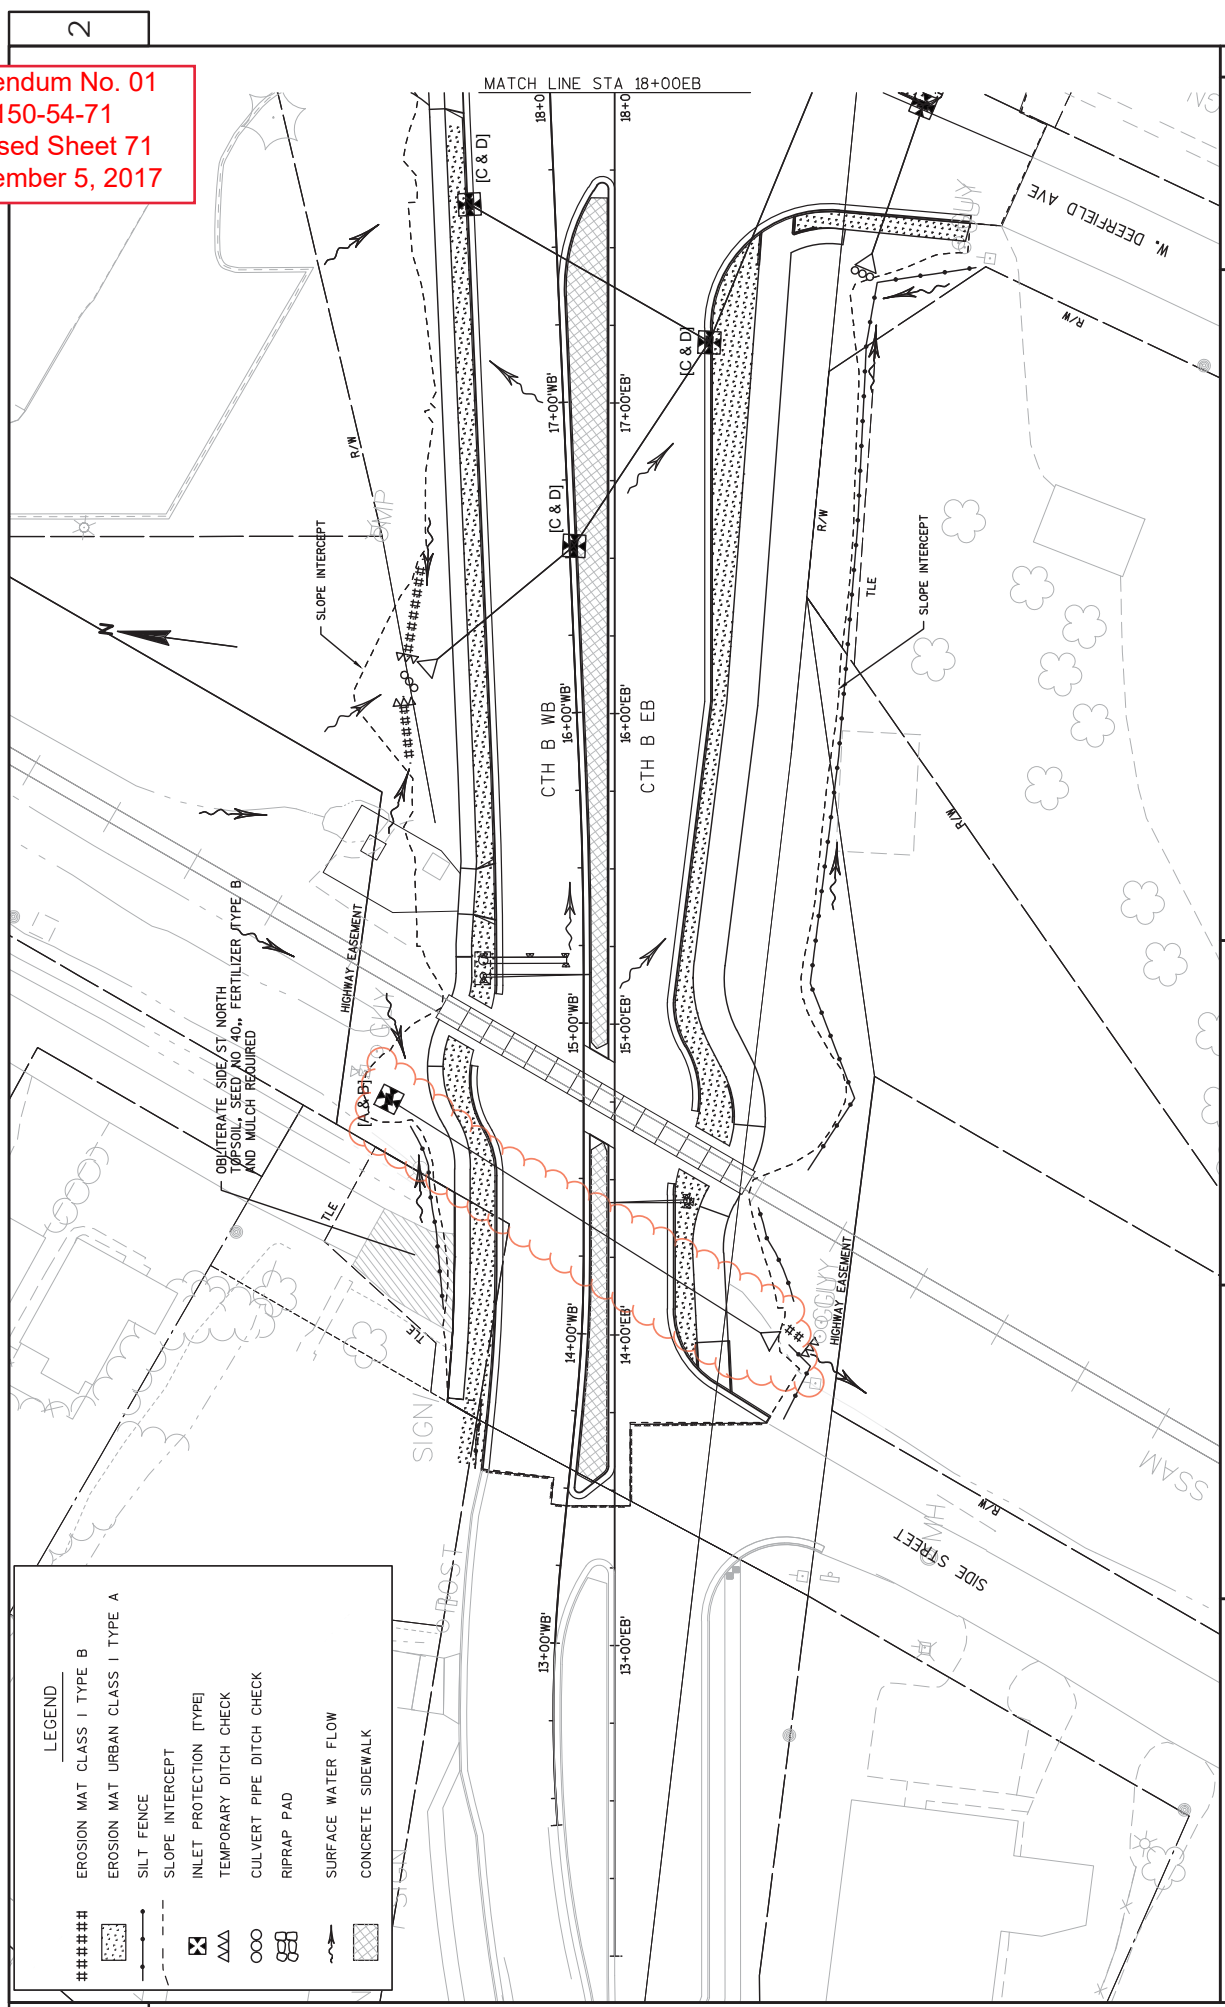 2
endum No. 01
150-54-71
sed Sheet 71
ember 5, 2017
MATCH LINE STA 18+00EB
18+0
18+0
[C & D]
W. DEERFIELD AVE
GUY
R/W
[C & D]
17+00'WB'
17+00'EB'
R/W
[C & D]
R/W
SLOPE INTERCEPT
TLE
SLOPE INTERCEPT
N
16+00'WB'
16+00'EB'
CTH B WB
CTH B EB
R/W
HIGHWAY EASEMENT
OBLITERATE SIDE ST NORTH
TOPSOIL, SEED NO 40,, FERTILIZER TYPE B
AND MULCH REQUIRED
15+00'WB'
15+00'EB'
[A & B]
TLE
TLE
HIGHWAY EASEMENT
14+00'WB'
14+00'EB'
SIGN
SSAM
R/W
MH
SIDE STREET
POST
13+00'WB'
13+00'EB'
SIGN
LEGEND
EROSION MAT CLASS I TYPE B
EROSION MAT URBAN CLASS I TYPE A
SILT FENCE
SLOPE INTERCEPT
INLET PROTECTION [TYPE]
TEMPORARY DITCH CHECK
CULVERT PIPE DITCH CHECK
RIPRAP PAD
SURFACE WATER FLOW
CONCRETE SIDEWALK